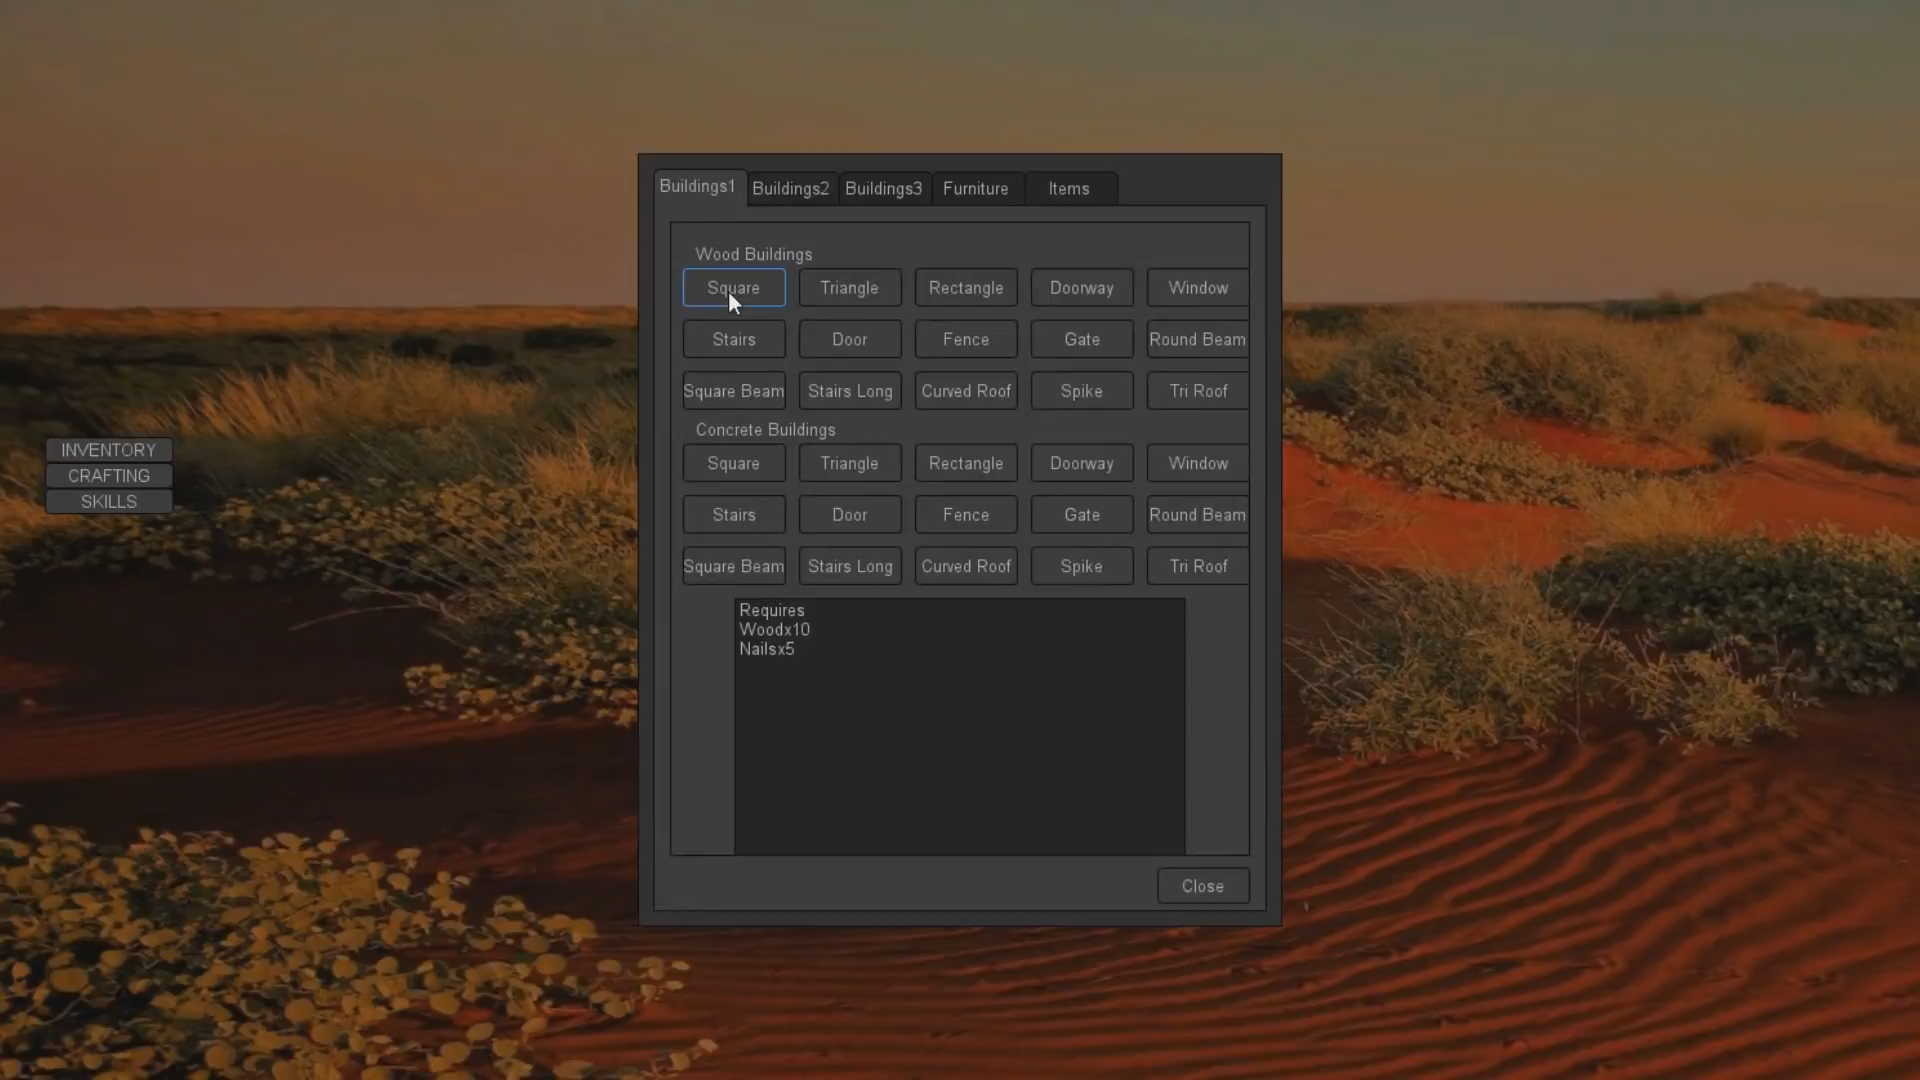 Buildings1 Buildings2 Buildings3 Furniture Items
Wood Buildings
Square Triangle Rectangle Doorway Window
Stairs Door Fence Gate Round Beam
Square Beam Stairs Long Curved Roof Spike Tri Roof
Concrete Buildings
Square Triangle Rectangle Doorway Window
Stairs Door Fence Gate Round Beam
Square Beam Stairs Long Curved Roof Spike Tri Roof
Requires
Woodx10
Nailsx5
Close
INVENTORY
CRAFTING
SKILLS